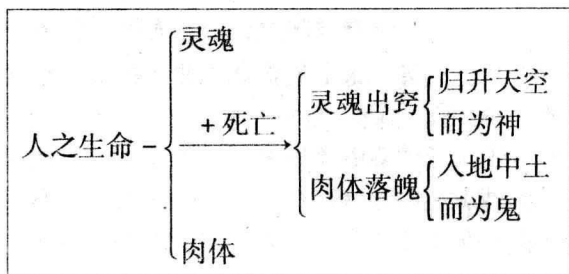 灵魂
人之生命－
+死亡
灵魂出窍
归升天空
而为神
肉体落魄
入地中土
而为鬼
肉体